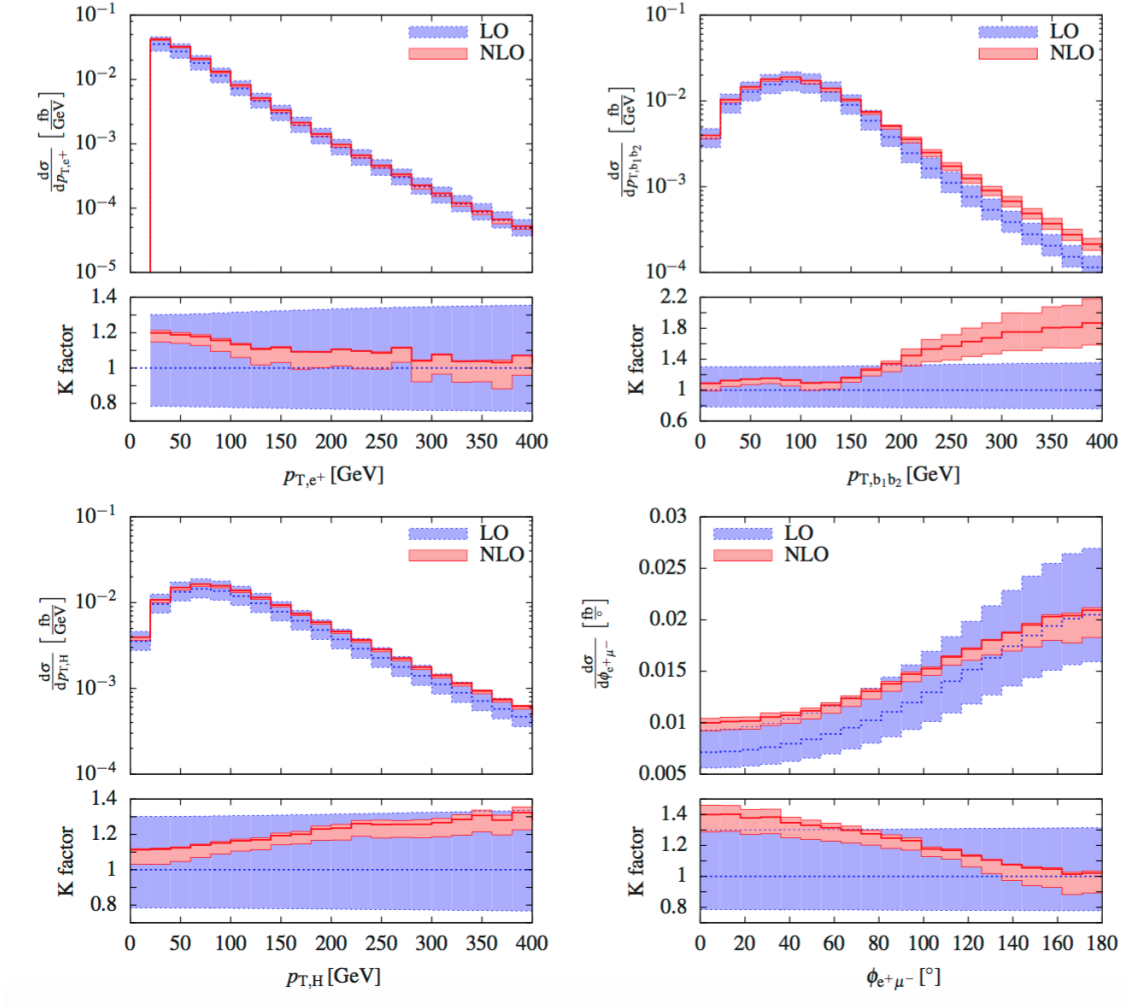 10⁻¹
10⁻²
10⁻³
10⁻⁴
10⁻⁵
dσ/dp_T,e⁺ [fb/GeV]
LO
NLO
1.4
1.2
1
0.8
K factor
0 50 100 150 200 250 300 350 400
p_T,e⁺ [GeV]
10⁻¹
10⁻²
10⁻³
10⁻⁴
dσ/dp_T,b₁b₂ [fb/GeV]
LO
NLO
2.2
1.8
1.4
1
0.6
K factor
0 50 100 150 200 250 300 350 400
p_T,b₁b₂ [GeV]
10⁻¹
10⁻²
10⁻³
10⁻⁴
dσ/dp_T,H [fb/GeV]
LO
NLO
1.4
1.2
1
0.8
K factor
0 50 100 150 200 250 300 350 400
p_T,H [GeV]
0.03
0.025
0.02
0.015
0.01
0.005
dσ/dϕ_e⁺μ⁻ [fb/°]
LO
NLO
1.4
1.2
1
0.8
K factor
0 20 40 60 80 100 120 140 160 180
ϕ_e⁺μ⁻ [°]